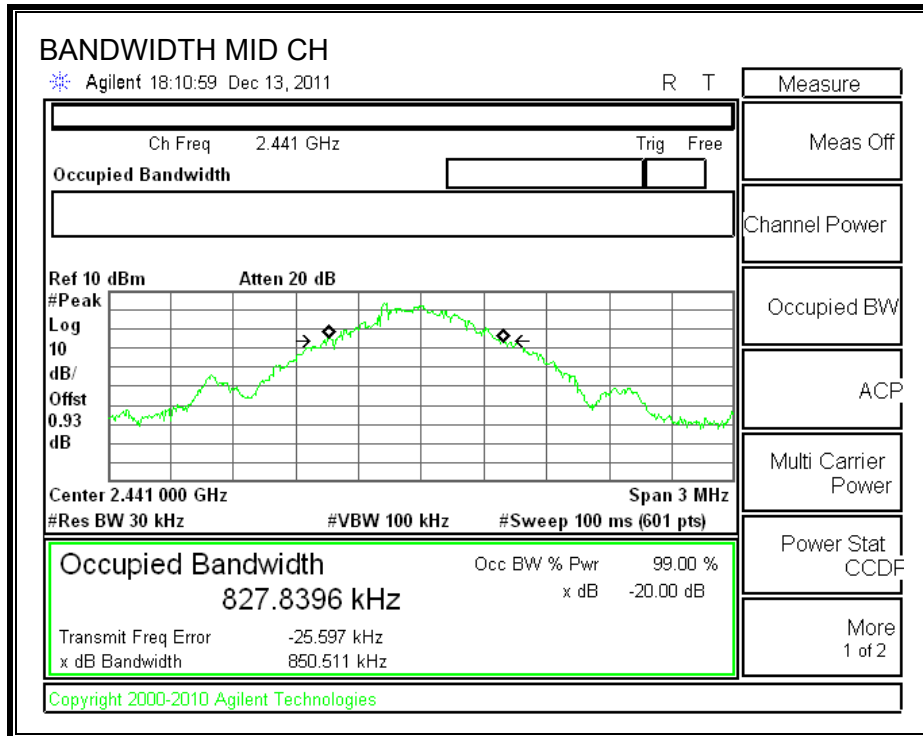 BANDWIDTH MID CH
Agilent 18:10:59 Dec 13, 2011 R T
Measure
Ch Freq 2.441 GHz Trig Free
Meas Off
Occupied Bandwidth
Channel Power
Ref 10 dBm Atten 20 dB
#Peak
Log
10
dB/
Offst
0.93
dB
Occupied BW
ACP
Center 2.441 000 GHz Span 3 MHz
#Res BW 30 kHz #VBW 100 kHz #Sweep 100 ms (601 pts)
Multi Carrier
Power
Occupied Bandwidth
827.8396 kHz
Occ BW % Pwr 99.00 %
x dB -20.00 dB
Transmit Freq Error -25.597 kHz
x dB Bandwidth 850.511 kHz
Power Stat
CCDF
More
1 of 2
Copyright 2000-2010 Agilent Technologies